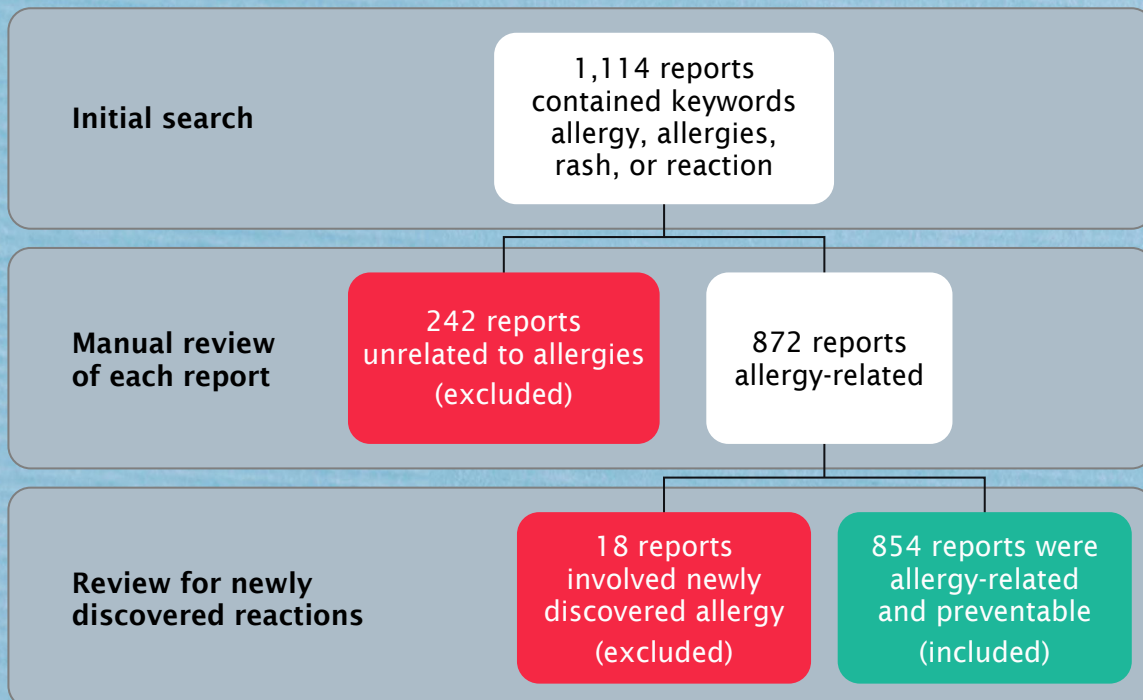 Initial search
1,114 reports
contained keywords
allergy, allergies,
rash, or reaction
Manual review
of each report
242 reports
unrelated to allergies
(excluded)
872 reports
allergy-related
Review for newly
discovered reactions
18 reports
involved newly
discovered allergy
(excluded)
854 reports were
allergy-related
and preventable
(included)